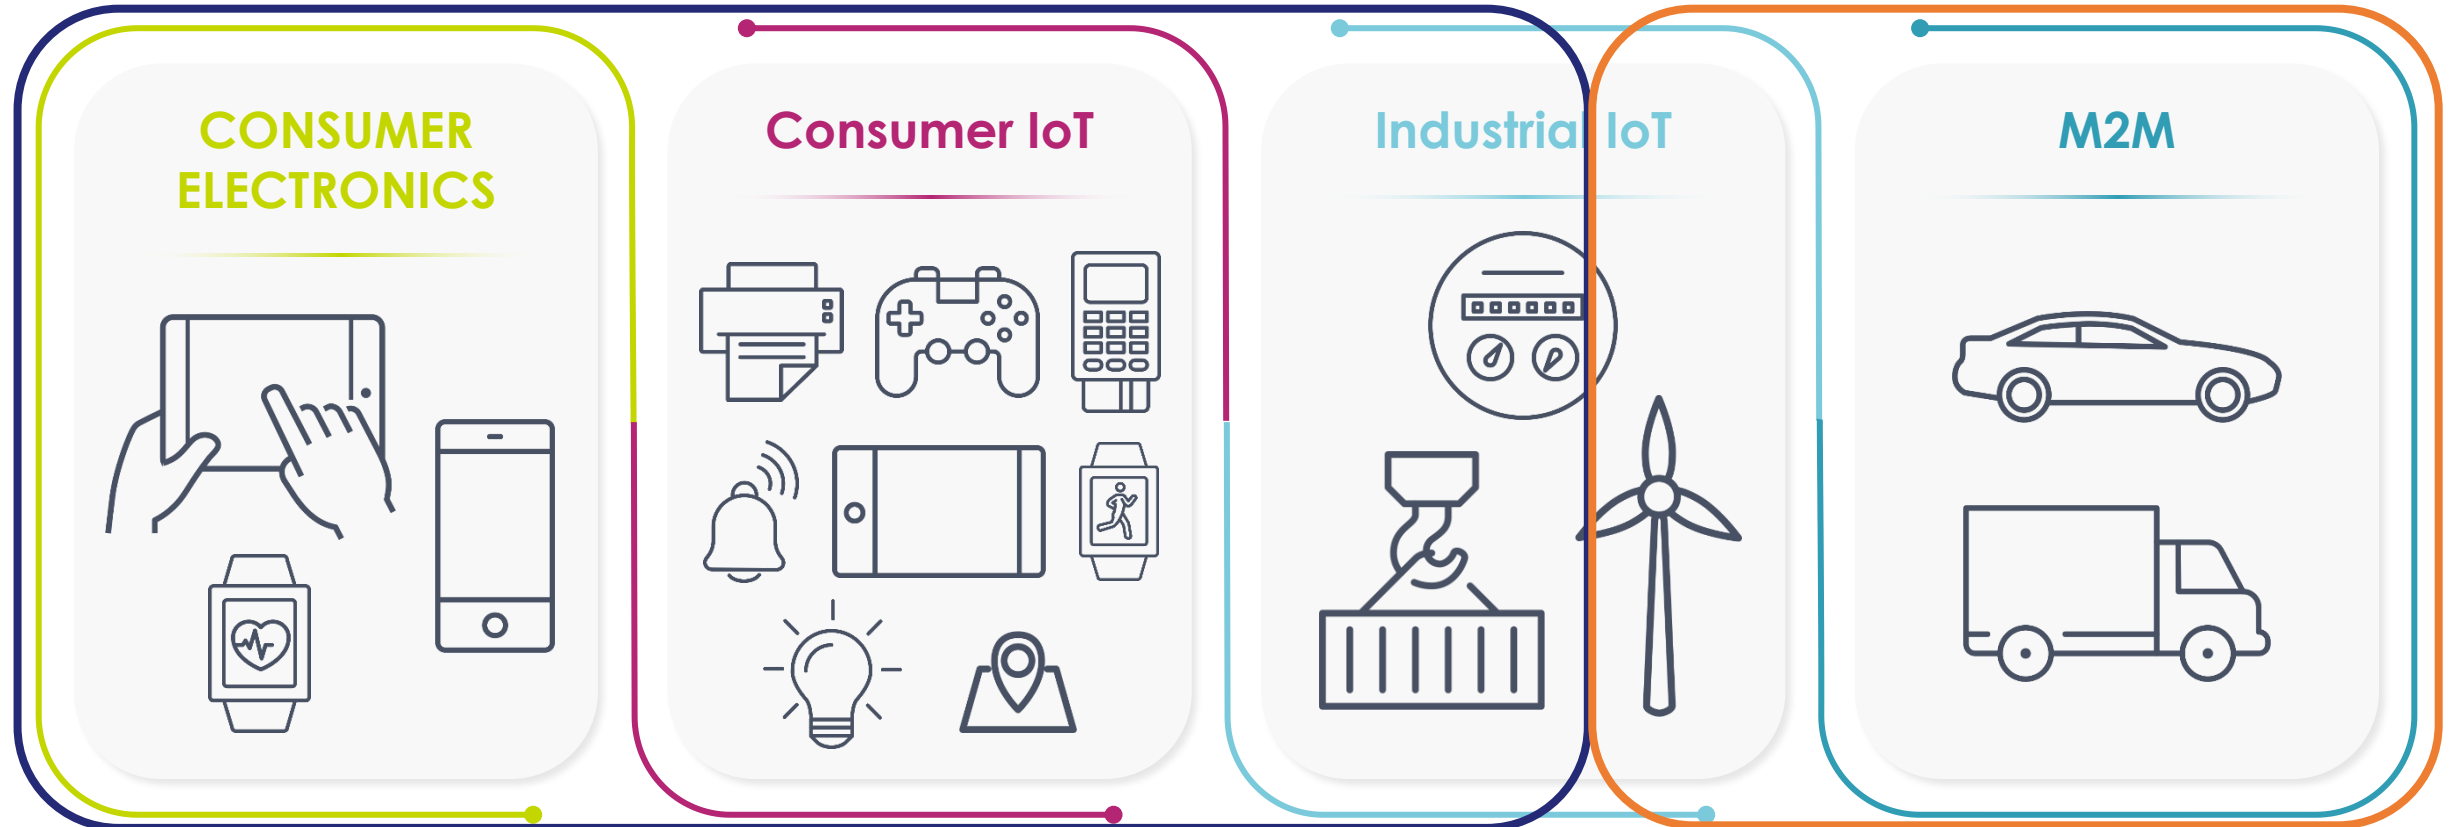 CONSUMER
ELECTRONICS
Consumer IoT
Industrial IoT
M2M